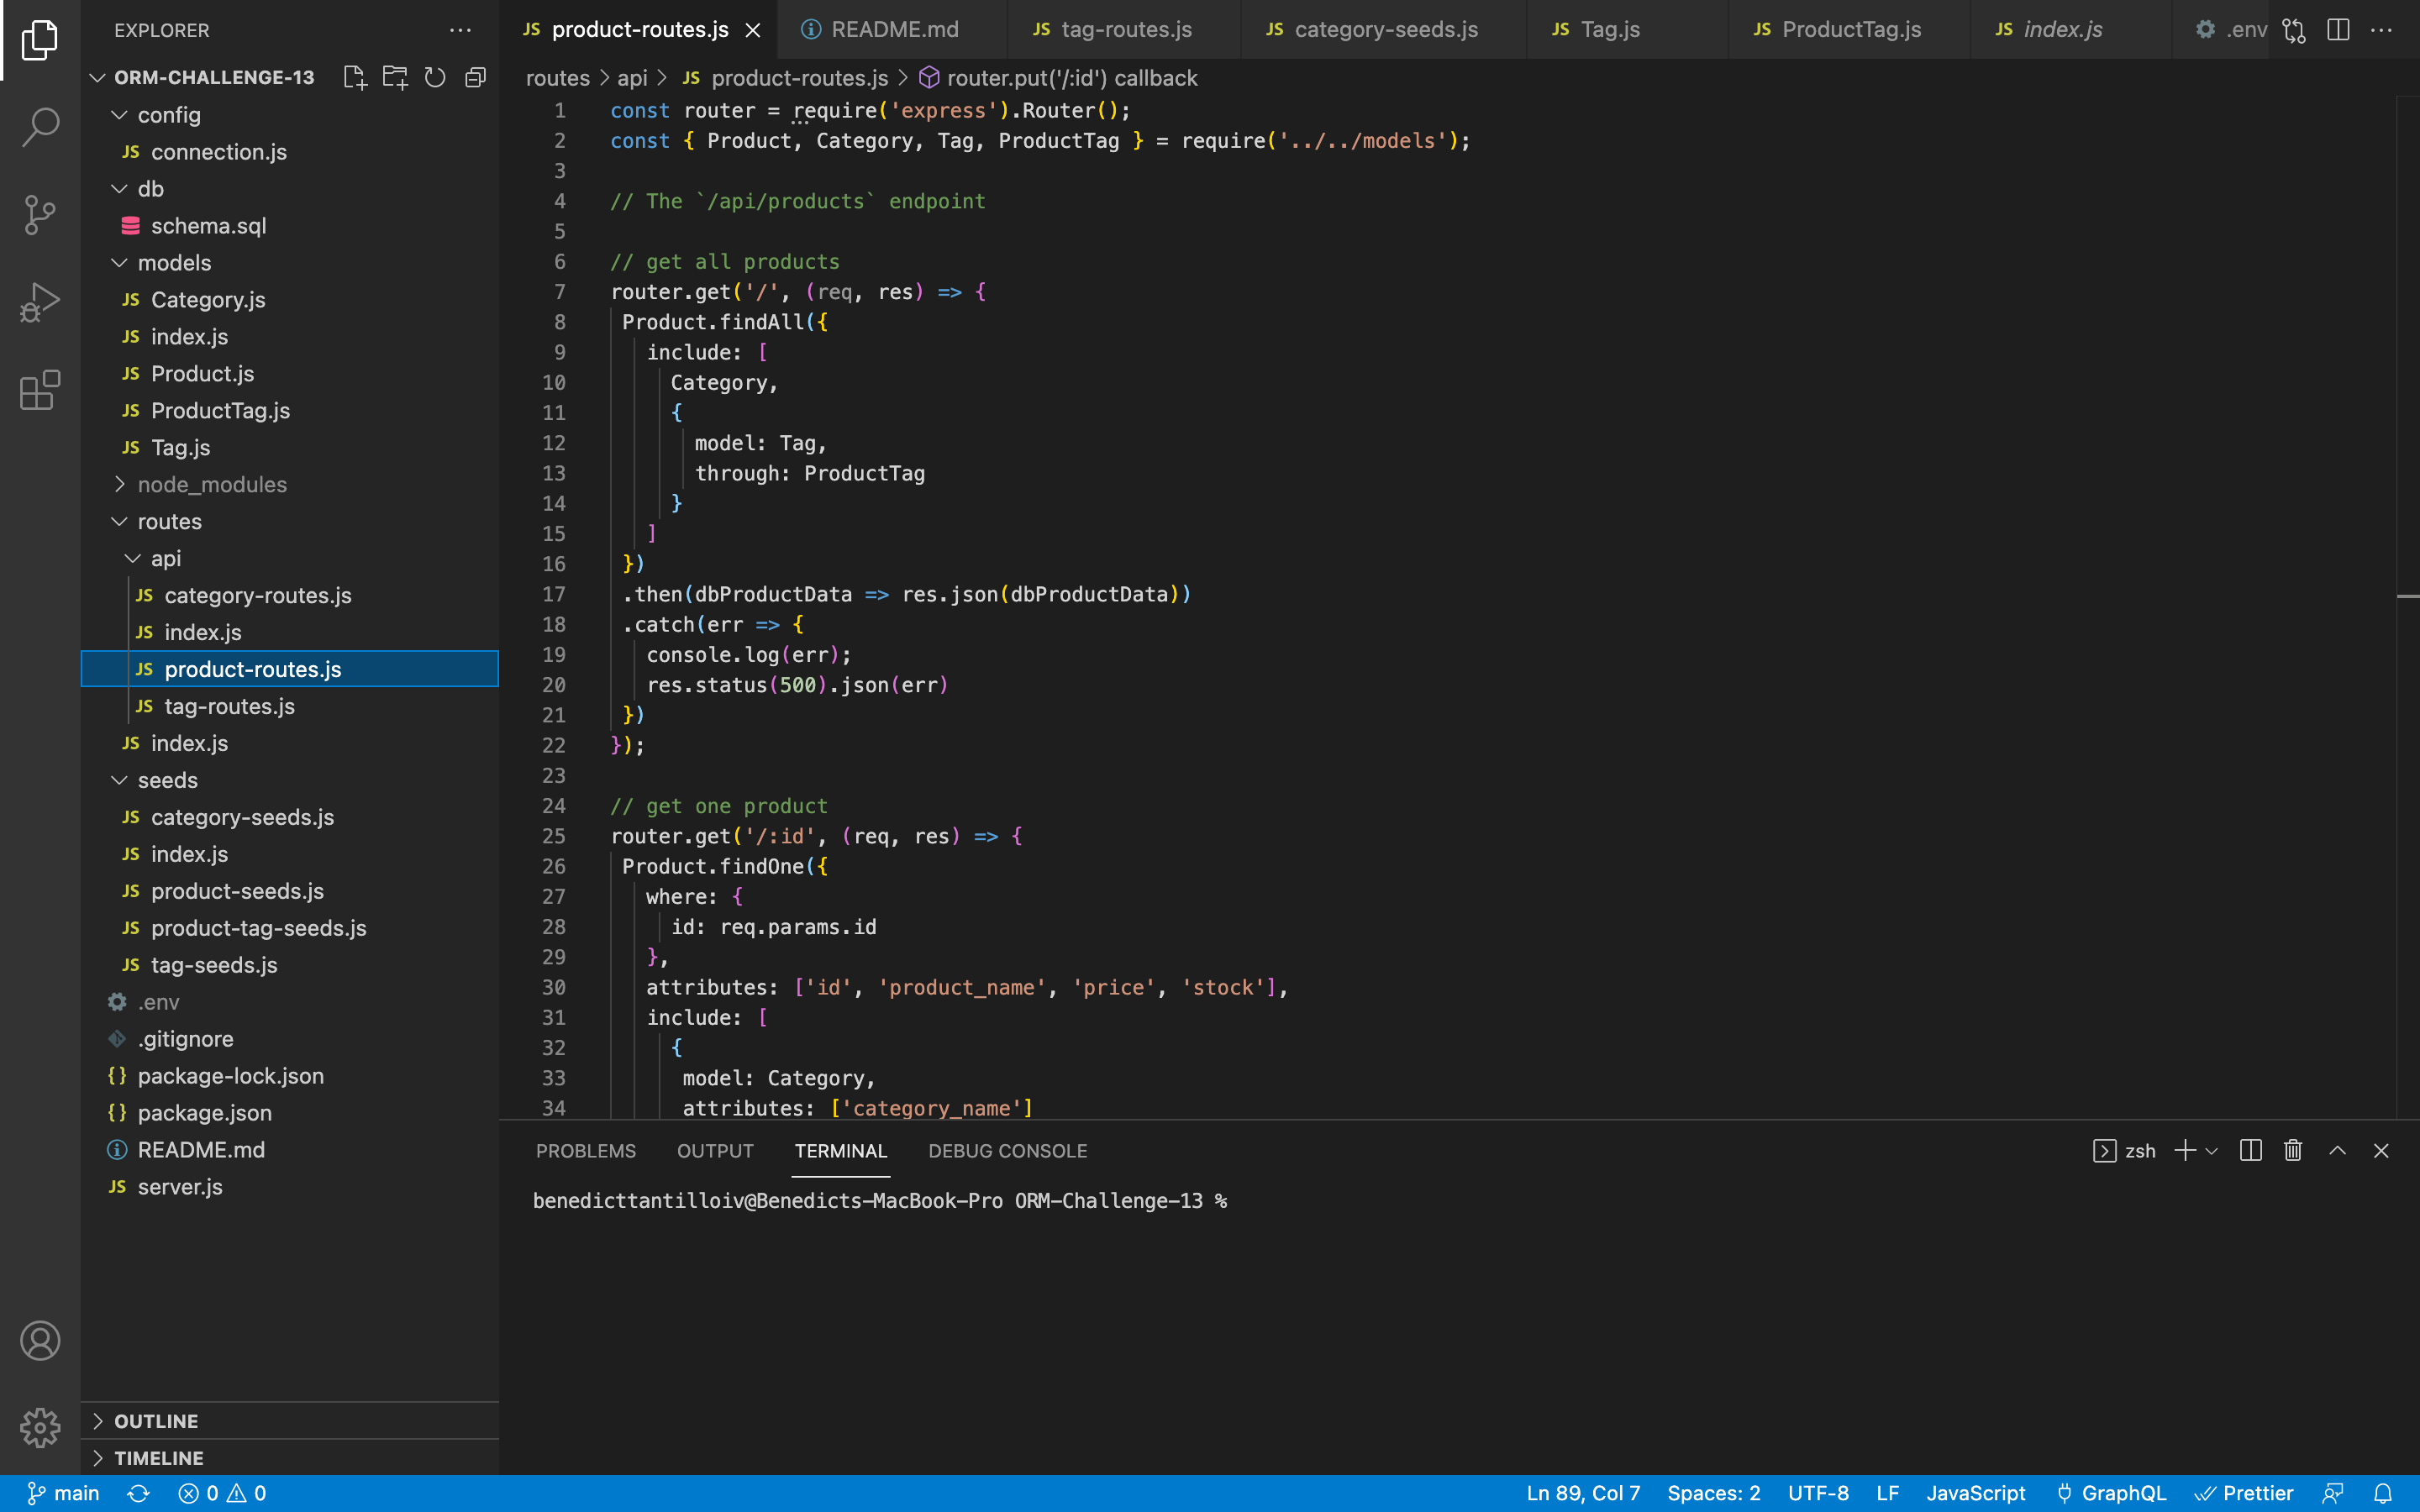 EXPLORER
ORM-CHALLENGE-13
config
JS connection.js
db
schema.sql
models
JS Category.js
JS index.js
JS Product.js
JS ProductTag.js
JS Tag.js
node_modules
routes
api
JS category-routes.js
JS index.js
JS product-routes.js
JS tag-routes.js
JS index.js
seeds
JS category-seeds.js
JS index.js
JS product-seeds.js
JS product-tag-seeds.js
JS tag-seeds.js
.env
.gitignore
{} package-lock.json
{} package.json
README.md
JS server.js
OUTLINE
TIMELINE
JS product-routes.js README.md JS tag-routes.js JS category-seeds.js JS Tag.js JS ProductTag.js JS index.js .env
routes > api > JS product-routes.js > router.put('/:id') callback
1 const router = require('express').Router();
2 const { Product, Category, Tag, ProductTag } = require('../../models');
3
4 // The `/api/products` endpoint
5
6 // get all products
7 router.get('/', (req, res) => {
8 Product.findAll({
9 include: [
10 Category,
11 {
12 model: Tag,
13 through: ProductTag
14 }
15 ]
16 })
17 .then(dbProductData => res.json(dbProductData))
18 .catch(err => {
19 console.log(err);
20 res.status(500).json(err)
21 })
22 });
23
24 // get one product
25 router.get('/:id', (req, res) => {
26 Product.findOne({
27 where: {
28 id: req.params.id
29 },
30 attributes: ['id', 'product_name', 'price', 'stock'],
31 include: [
32 {
33 model: Category,
34 attributes: ['category_name']
PROBLEMS OUTPUT TERMINAL DEBUG CONSOLE zsh
benedicttantilloiv@Benedicts-MacBook-Pro ORM-Challenge-13 %
main 0 0 Ln 89, Col 7 Spaces: 2 UTF-8 LF JavaScript GraphQL Prettier